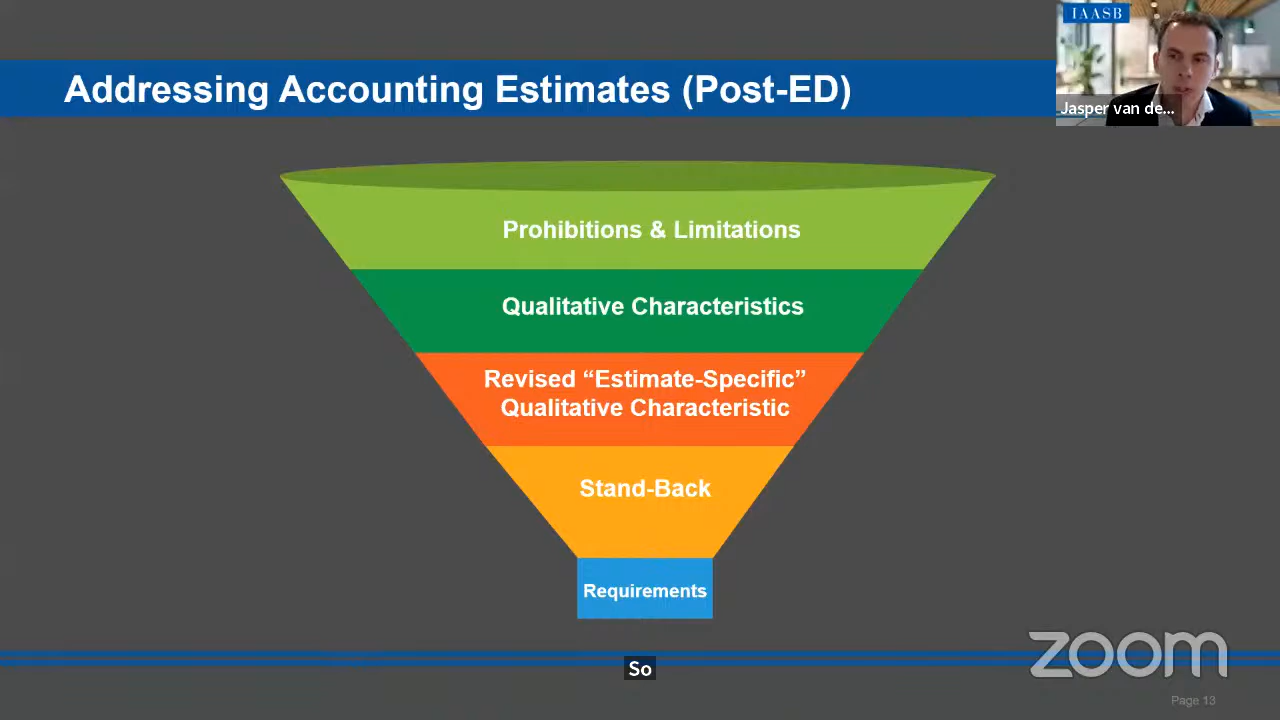 IAASB
Jasper van de...
Addressing Accounting Estimates (Post-ED)
Prohibitions & Limitations
Qualitative Characteristics
Revised “Estimate-Specific”
Qualitative Characteristic
Stand-Back
Requirements
So
zoom
Page 13